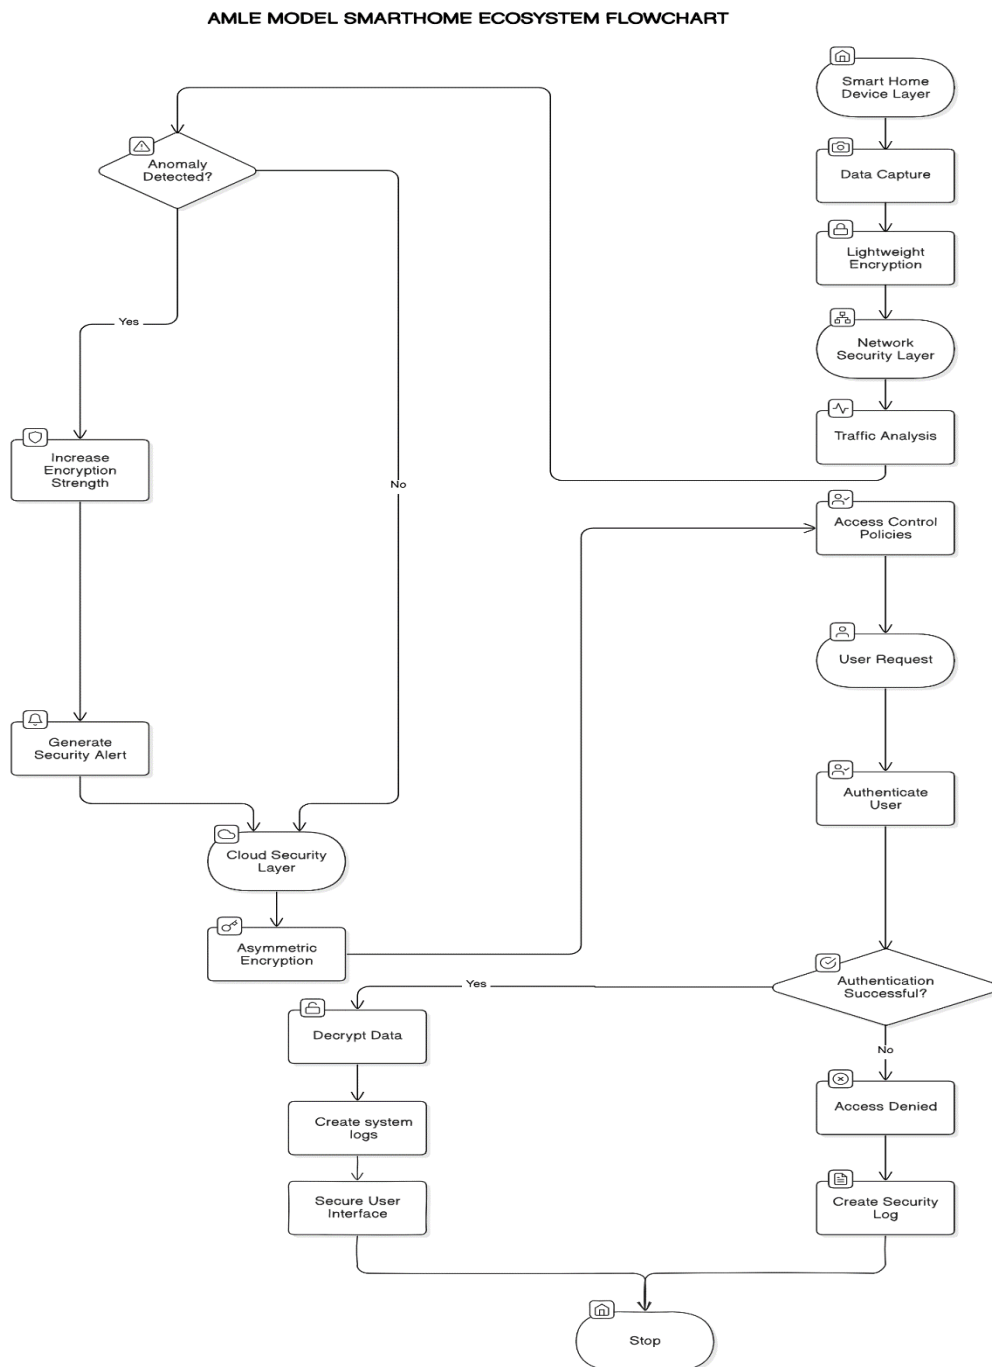 AMLE MODEL SMARTHOME ECOSYSTEM FLOWCHART
Smart Home
Device Layer
Data Capture
Lightweight
Encryption
Network
Security Layer
Traffic Analysis
Anomaly
Detected?
Yes
No
Increase
Encryption
Strength
Generate
Security Alert
Cloud Security
Layer
Asymmetric
Encryption
Access Control
Policies
User Request
Authenticate
User
Authentication
Successful?
Yes
No
Decrypt Data
Create system
logs
Secure User
Interface
Access Denied
Create Security
Log
Stop